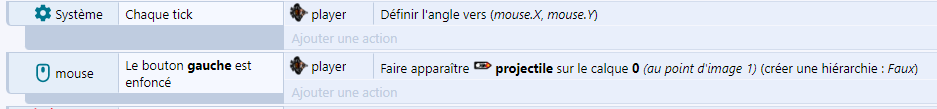 Système Chaque tick player Définir l'angle vers (mouse.X, mouse.Y)
Ajouter une action
mouse Le bouton gauche est enfoncé player Faire apparaître projectile sur le calque 0 (au point d'image 1) (créer une hiérarchie : Faux)
Ajouter une action